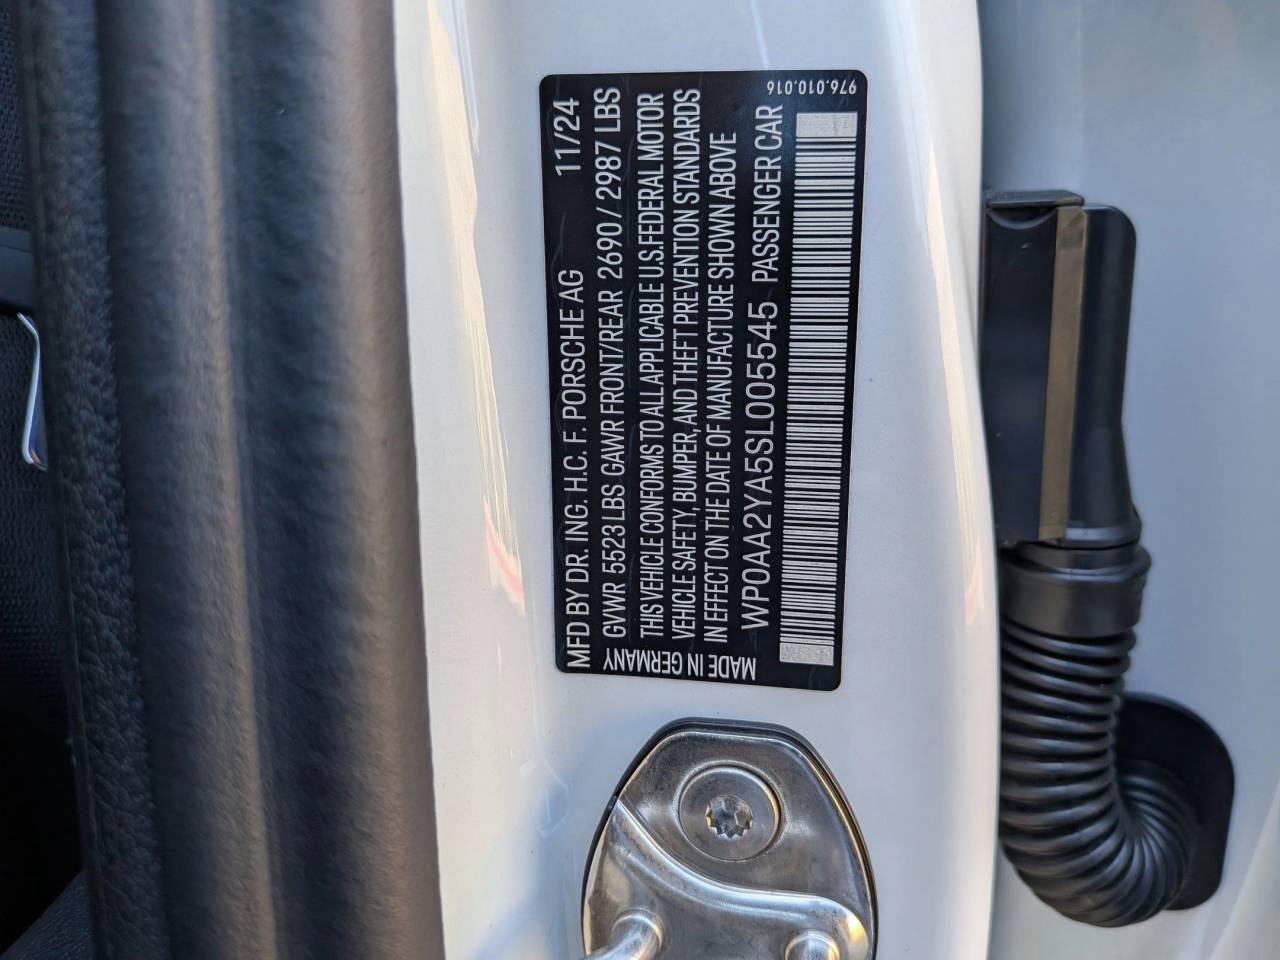 976.010.016
MFD BY DR. ING. H.C. F. PORSCHE AG 11/24
GVWR 5523 LBS GAWR FRONT/REAR 2690 / 2987 LBS
THIS VEHICLE CONFORMS TO ALL APPLICABLE U.S. FEDERAL MOTOR
VEHICLE SAFETY, BUMPER, AND THEFT PREVENTION STANDARDS
IN EFFECT ON THE DATE OF MANUFACTURE SHOWN ABOVE
WP0AA2YA5SL005545 PASSENGER CAR
MADE IN GERMANY